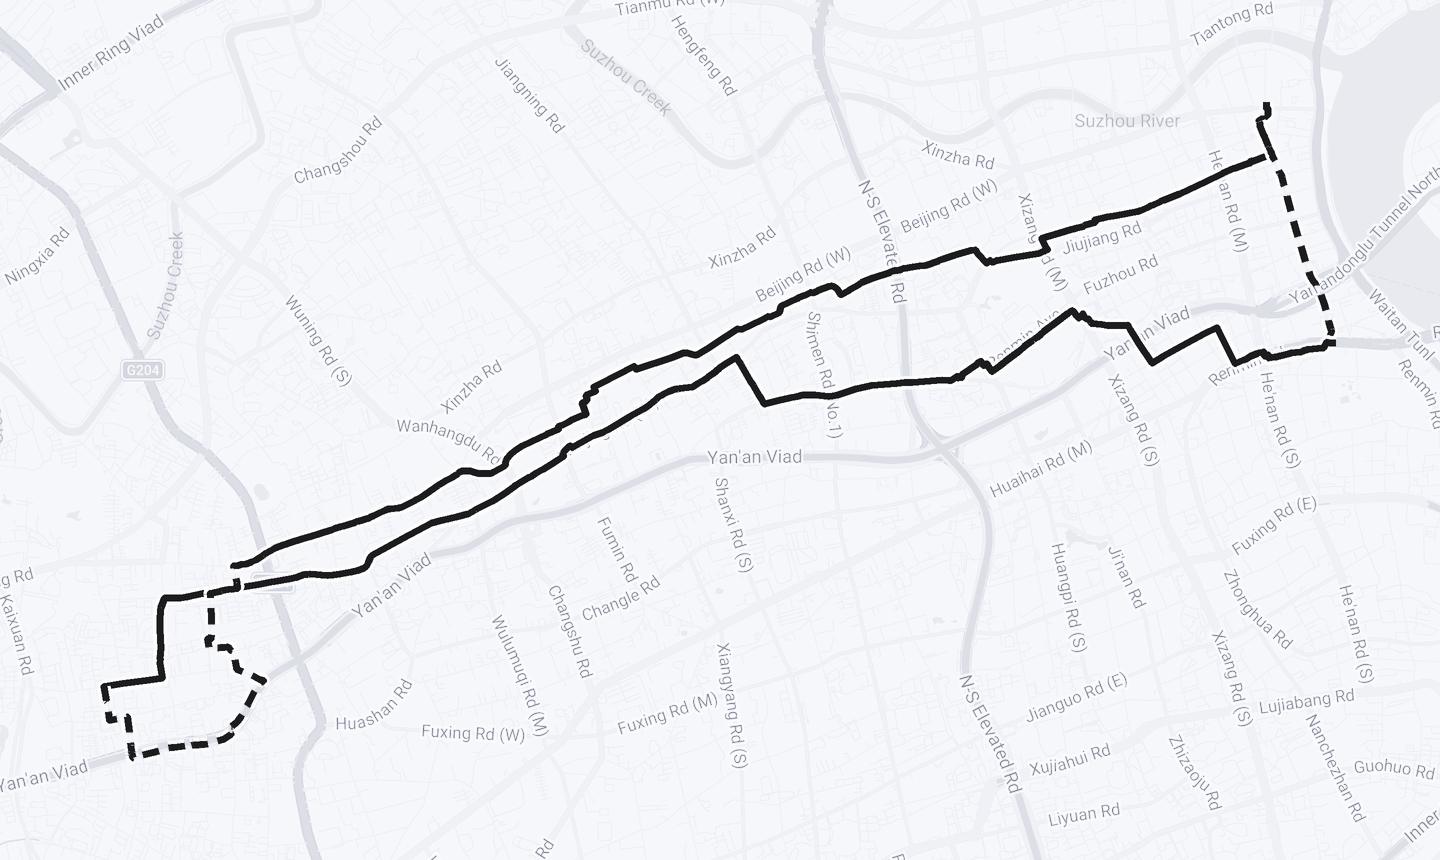 Tianmu Rd (W)
Tiantong Rd
Hengfeng Rd
Inner Ring Viad
Suzhou Creek
Jiangning Rd
Suzhou River
Changshou Rd
Xinzha Rd
N-S Elevated Rd
Beijing Rd (W)
Xizang Rd (M)
He'nan Rd (M)
Jiujiang Rd
Ningxia Rd
Suzhou Creek
Xinzha Rd
Beijing Rd (W)
Fuzhou Rd
Yan'andonglu Tunnel North
Waitan Tunl
Wuning Rd (S)
Shimen Rd (No.1)
Renmin Ave
Yan'an Viad
G204
Xinzha Rd
Renmin Rd
Wanhangdu Rd
Xizang Rd (S)
He'nan Rd (S)
Yan'an Viad
Huaihai Rd (M)
Shanxi Rd (S)
Fuxing Rd (E)
Fumin Rd
Huangpi Rd (S)
Ji'nan Rd
g Rd
Kaixuan Rd
Yan'an Viad
Changshu Rd
Changle Rd
Zhonghua Rd
He'nan Rd (S)
Wulumuqi Rd (M)
Xiangyang Rd (S)
Xizang Rd (S)
Huashan Rd
Fuxing Rd (W)
Fuxing Rd (M)
N-S Elevated Rd
Jianguo Rd (E)
Lujiabang Rd
Xujiahui Rd
Zhizaoju Rd
Nanchezhan Rd
Guohuo Rd
Yan'an Viad
Liyuan Rd
Inner
Rd